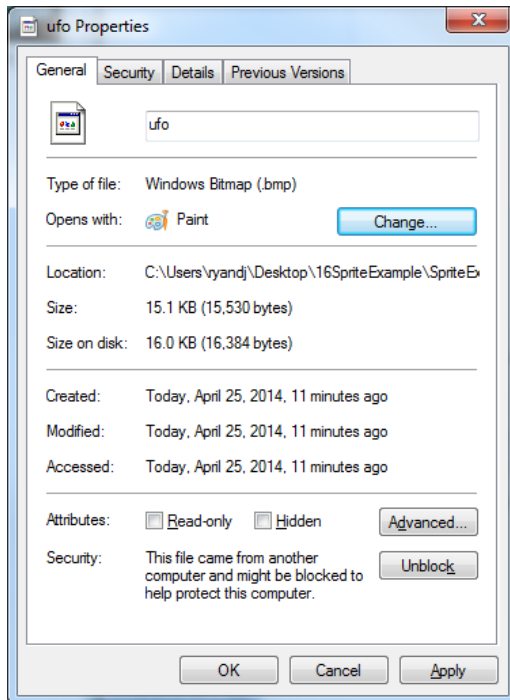 ufo Properties
General Security Details Previous Versions
ufo
Type of file: Windows Bitmap (.bmp)
Opens with: Paint Change...
Location: C:\Users\ryandj\Desktop\16SpriteExample\SpriteEx
Size: 15.1 KB (15,530 bytes)
Size on disk: 16.0 KB (16,384 bytes)
Created: Today, April 25, 2014, 11 minutes ago
Modified: Today, April 25, 2014, 11 minutes ago
Accessed: Today, April 25, 2014, 11 minutes ago
Attributes: Read-only Hidden Advanced...
Security: This file came from another
computer and might be blocked to
help protect this computer.
Unblock
OK Cancel Apply